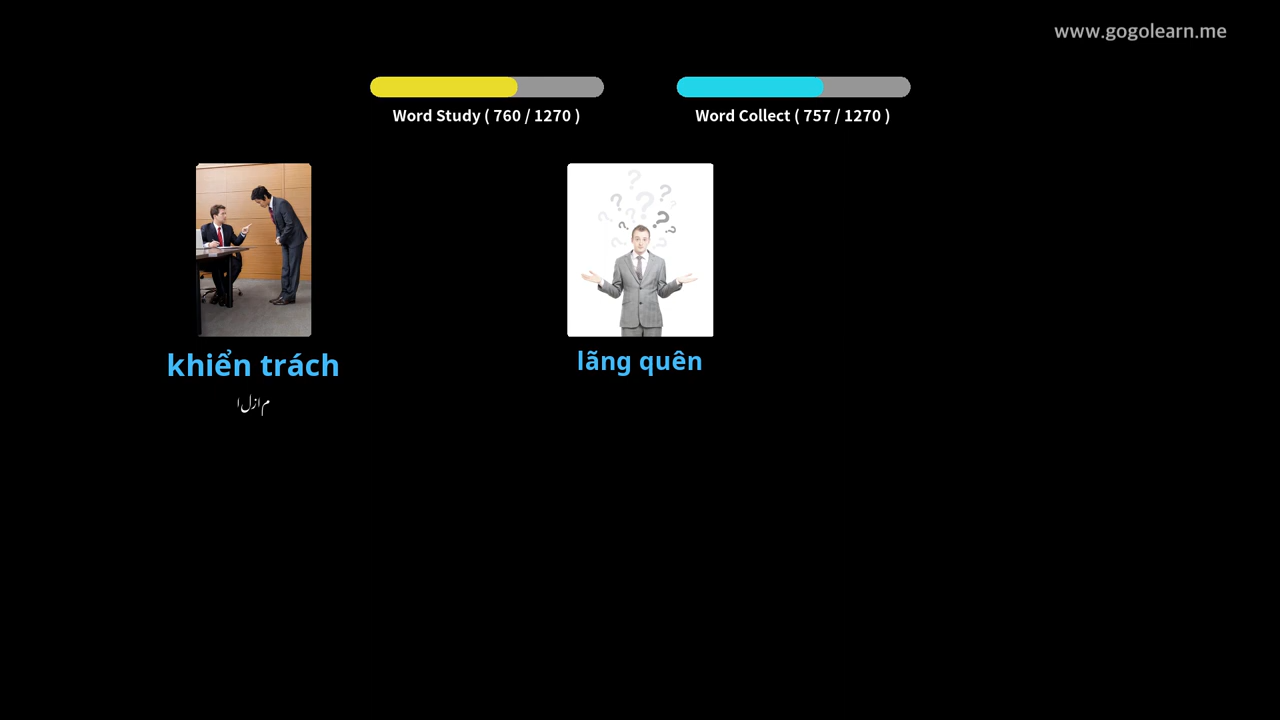 www.gogolearn.me
Word Study ( 760 / 1270 )
Word Collect ( 757 / 1270 )
khiển trách
الزام
lãng quên